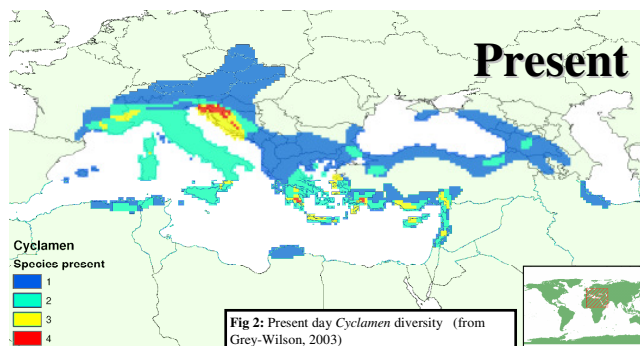 Present
Cyclamen
Species present
1
2
3
4
Fig 2: Present day Cyclamen diversity (from
Grey-Wilson, 2003)